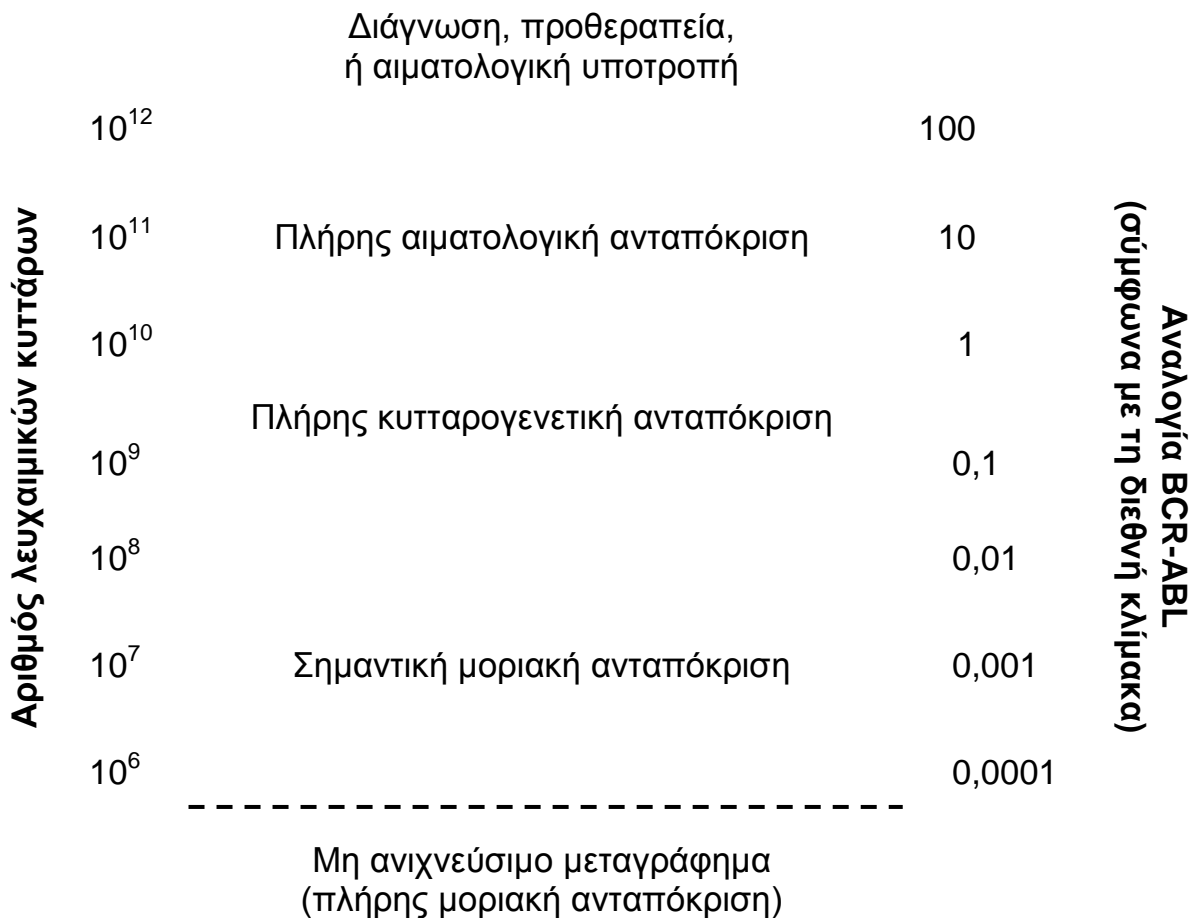 Διάγνωση, προθεραπεία,
ή αιματολογική υποτροπή
Αριθμός λευχαιμικών κυττάρων
10^12 100
10^11 Πλήρης αιματολογική ανταπόκριση 10
10^10 1
Πλήρης κυτταρογενετική ανταπόκριση
10^9 0,1
10^8 0,01
10^7 Σημαντική μοριακή ανταπόκριση 0,001
10^6 0,0001
Μη ανιχνεύσιμο μεταγράφημα
(πλήρης μοριακή ανταπόκριση)
Αναλογία BCR-ABL
(σύμφωνα με τη διεθνή κλίμακα)